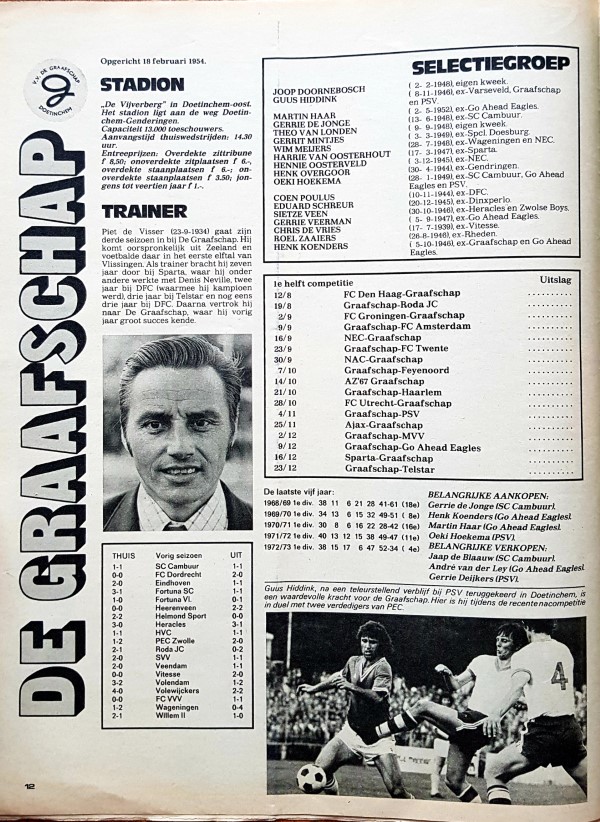 DE GRAAFSCHAP
V.V. DE GRAAFSCHAP
DOETINCHEM
Opgericht 18 februari 1954.
STADION
„De Vijverberg” in Doetinchem-oost.
Het stadion ligt aan de weg Doetin-
chem-Genderingen.
Capaciteit 13.000 toeschouwers.
Aanvangstijd thuiswedstrijden: 14.30
uur.
Entreeprijzen: Overdekte zittribune
f 8,50; onoverdekte zitplaatsen f 6,-,
overdekte staanplaatsen f 6,-; on-
overdekte staanplaatsen f 3.50; jon-
gens tot veertien jaar f 1.-.
TRAINER
Piet de Visser (23-9-1934) gaat zijn
derde seizoen in bij De Graafschap. Hij
komt oorspronkelijk uit Zeeland en
voetbalde daar in het eerste elftal van
Vlissingen. Als trainer bracht hij zeven
jaar door bij Sparta, waar hij onder
andere werkte met Denis Neville, twee
jaar bij DFC (waarmee hij kampioen
werd), drie jaar bij Telstar en nog eens
drie jaar bij DFC. Daarna vertrok hij
naar De Graafschap, waar hij vorig
jaar groot succes kende.
THUIS Vorig seizoen UIT
1-1 SC Cambuur 1-1
0-0 FC Dordrecht 2-0
2-0 Eindhoven 1-1
3-1 Fortuna SC 1-1
1-0 Fortuna Vl. 0-1
0-0 Heerenveen 2-2
2-2 Helmond Sport 0-0
3-0 Heracles 3-1
1-1 HVC 1-1
1-2 PEC Zwolle 2-0
2-1 Roda JC 0-2
2-0 SVV 1-1
2-0 Veendam 1-1
0-0 Vitesse 2-0
3-2 Volendam 1-2
4-0 Volewijckers 2-2
0-0 FC VVV 1-1
1-2 Wageningen 0-4
2-1 Willem II 1-0
SELECTIEGROEP
JOOP DOORNEBOSCH ( 2- 2-1948), eigen kweek.
GUUS HIDDINK ( 8-11-1946), ex-Varseveld, Graafschap
en PSV.
MARTIN HAAR ( 2- 5-1952), ex-Go Ahead Eagles.
GERRIE DE JONGE (13- 6-1948), ex-SC Cambuur.
THEO VAN LONDEN ( 9- 9-1948), eigen kweek.
GERRIT MINTJES ( 3- 3-1949), ex-Spcl. Doesburg.
WIM MEIJERS (28- 7-1948), ex-Wageningen en NEC.
HARRIE VAN OOSTERHOUT (17- 3-1947), ex-Sparta.
HENNIE OOSTERVELD ( 3-12-1945), ex-NEC.
HENK OVERGOOR (30- 4-1944), ex-Gendringen.
OEKI HOEKEMA (28- 1-1949), ex-SC Cambuur, Go Ahead
Eagles en PSV.
COEN POULUS (10-11-1944), ex-DFC.
EDUARD SCHREUR (20-12-1945), ex-Dinxperlo.
SIETZE VEEN (30-10-1946), ex-Heracles en Zwolse Boys.
GERRIE VEERMAN ( 5- 9-1947), ex-Go Ahead Eagles.
CHRIS DE VRIES (17- 7-1939), ex-Vitesse.
ROEL ZAAIERS (26-8-1946), ex-Rheden.
HENK KOENDERS ( 5-10-1946), ex-Graafschap en Go Ahead
Eagles.
1e helft competitie Uitslag
12/8 FC Den Haag-Graafschap ..........
19/8 Graafschap-Roda JC ..........
2/9 FC Groningen-Graafschap ..........
9/9 Graafschap-FC Amsterdam ..........
16/9 NEC-Graafschap ..........
23/9 Graafschap-FC Twente ..........
30/9 NAC-Graafschap ..........
7/10 Graafschap-Feyenoord ..........
14/10 AZ'67 Graafschap ..........
21/10 Graafschap-Haarlem ..........
28/10 FC Utrecht-Graafschap ..........
4/11 Graafschap-PSV ..........
25/11 Ajax-Graafschap ..........
2/12 Graafschap-MVV ..........
9/12 Graafschap-Go Ahead Eagles ..........
16/12 Sparta-Graafschap ..........
23/12 Graafschap-Telstar ..........
De laatste vijf jaar:
1968/69 1e div. 38 11 6 21 28 41-61 (18e)
1969/70 1e div. 34 13 6 15 32 49-51 ( 8e)
1970/71 1e div. 30 8 6 16 22 28-42 (16e)
1971/72 1e div. 40 13 12 15 38 49-47 (11e)
1972/73 1e div. 38 15 17 6 47 52-34 ( 4e)
BELANGRIJKE AANKOPEN:
Gerrie de Jonge (SC Cambuur).
Henk Koenders (Go Ahead Eagles).
Martin Haar (Go Ahead Eagles).
Oeki Hoekema (PSV).
BELANGRIJKE VERKOPEN:
Jaap de Blaauw (SC Cambuur).
André van der Ley (Go Ahead Eagles).
Gerrie Deijkers (PSV).
Guus Hiddink, na een teleurstellend verblijf bij PSV teruggekeerd in Doetinchem, is
een waardevolle kracht voor de Graafschap. Hier is hij tijdens de recente nacompetitie
in duel met twee verdedigers van PEC.
4
12